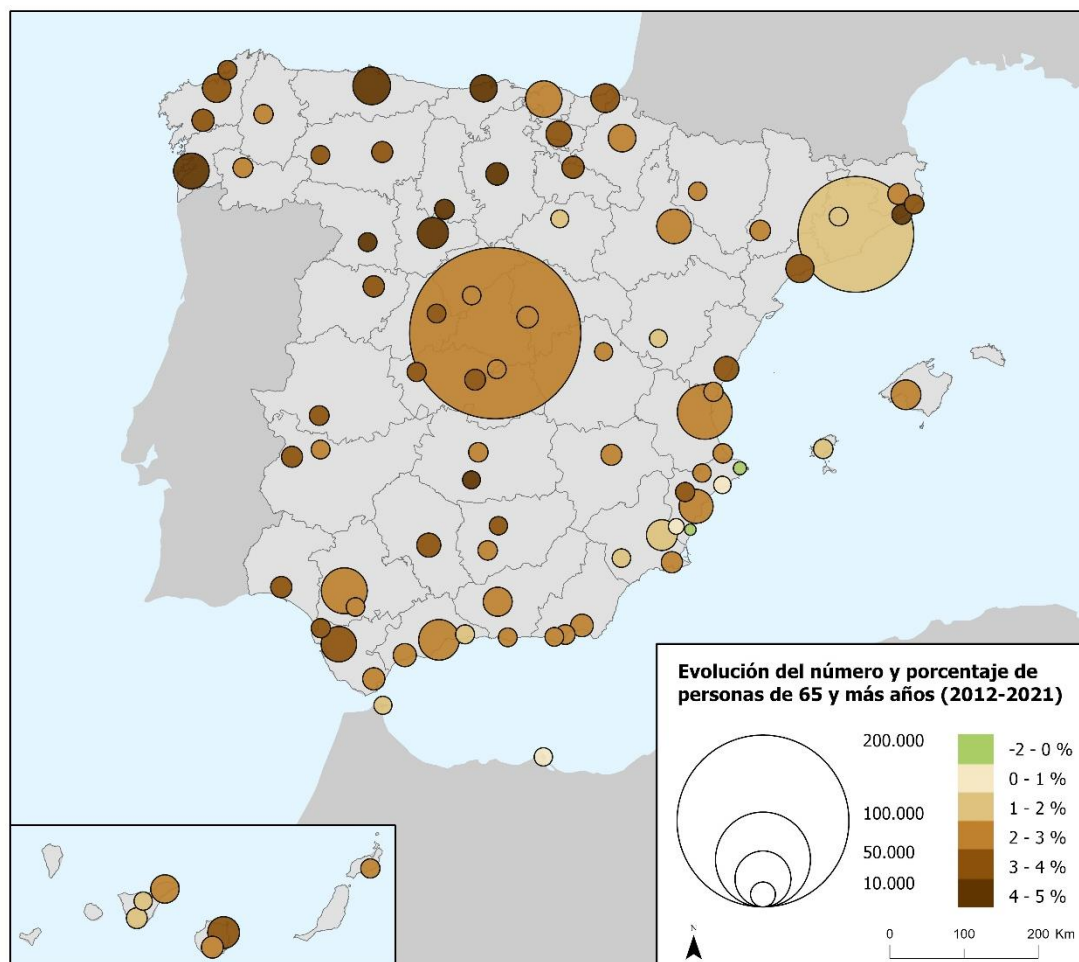 Evolución del número y porcentaje de
personas de 65 y más años (2012-2021)
200.000
100.000
50.000
10.000
-2 - 0 %
0 - 1 %
1 - 2 %
2 - 3 %
3 - 4 %
4 - 5 %
N
0 100 200 Km